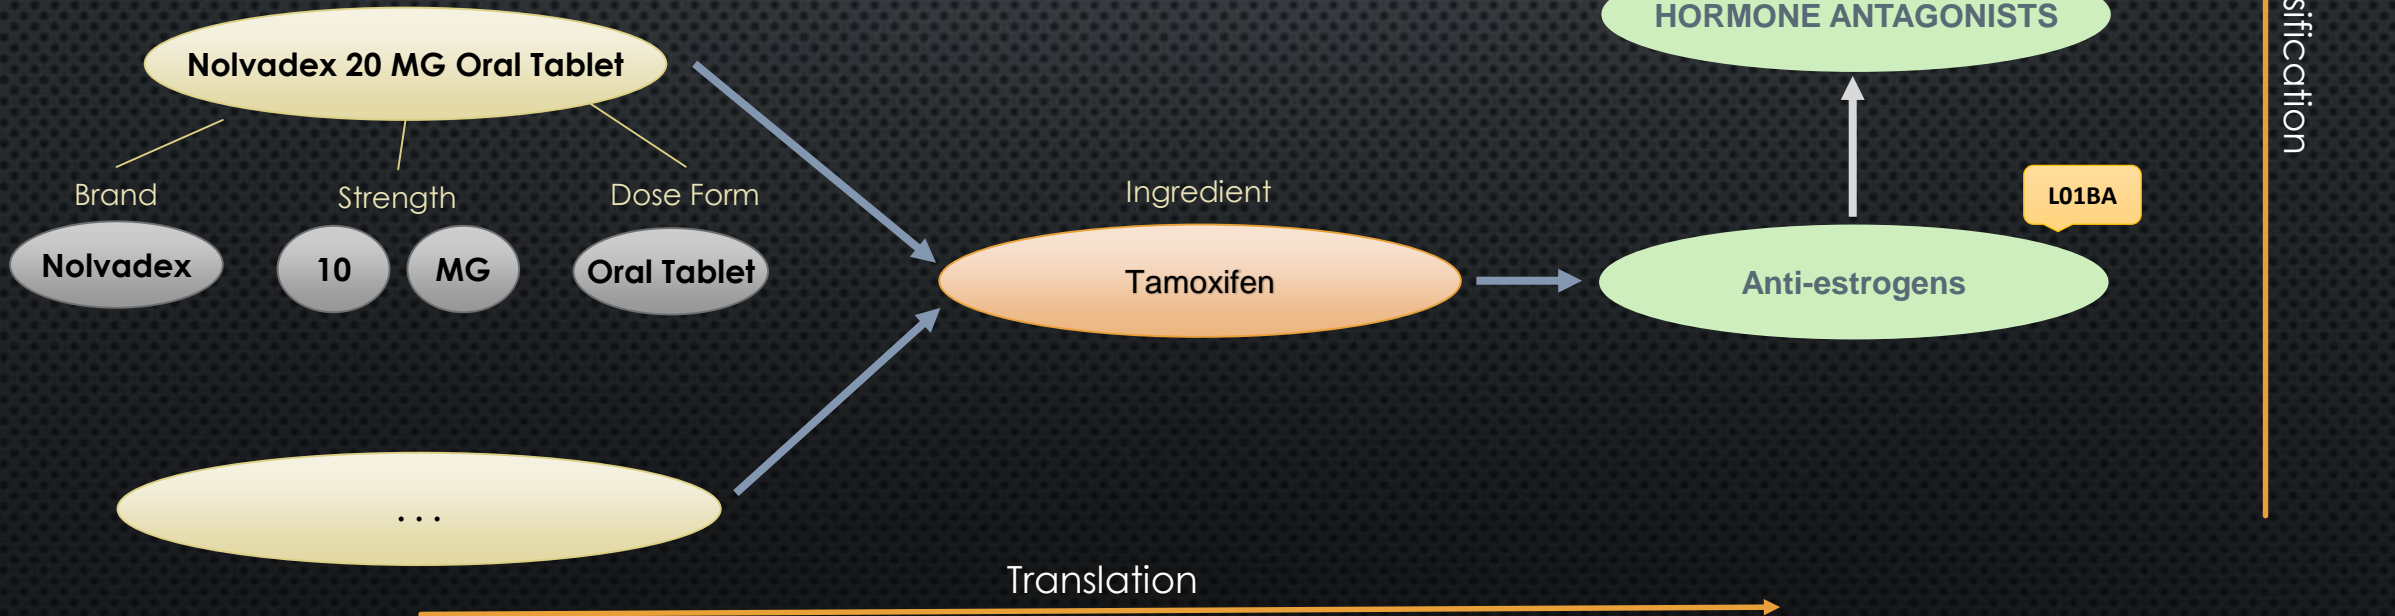 HORMONE ANTAGONISTS
Nolvadex 20 MG Oral Tablet
sification
Brand
Strength
Dose Form
Ingredient
L01BA
Nolvadex
10
MG
Oral Tablet
Tamoxifen
Anti-estrogens
. . .
Translation